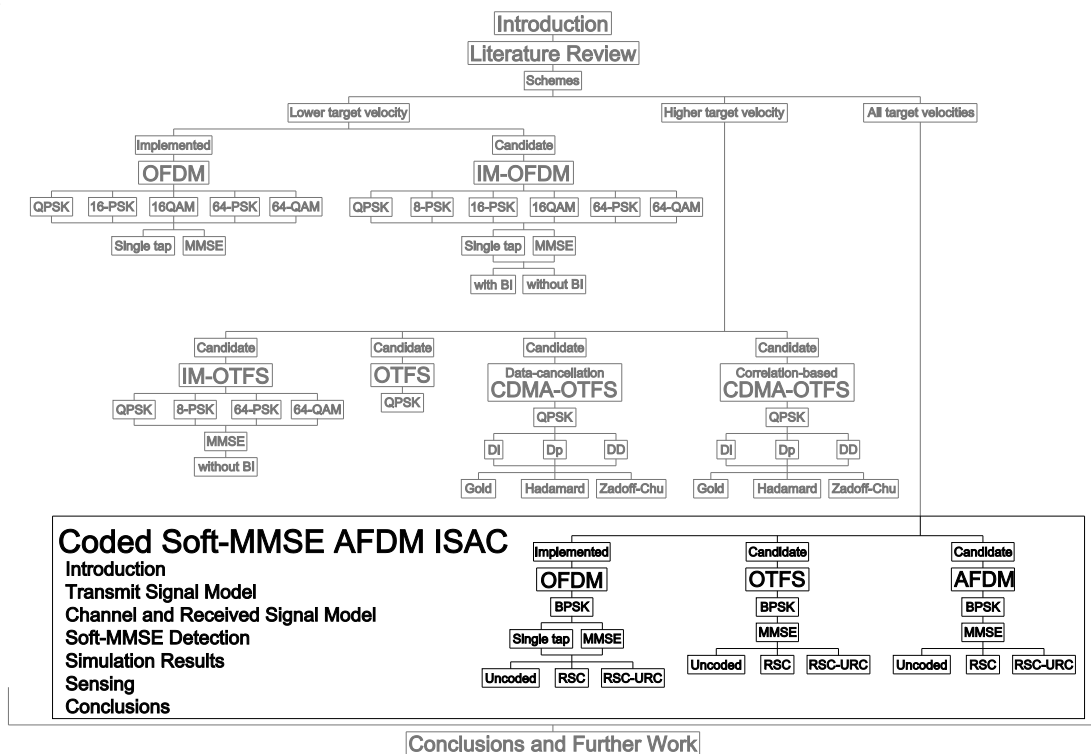 Introduction
Literature Review
Schemes
Lower target velocity Higher target velocity All target velocities
Implemented Candidate
OFDM IM-OFDM
QPSK 16-PSK 16QAM 64-PSK 64-QAM QPSK 8-PSK 16-PSK 16QAM 64-PSK 64-QAM
Single tap MMSE Single tap MMSE
with BI without BI
Candidate Candidate Candidate Candidate
IM-OTFS OTFS Data-cancellation CDMA-OTFS Correlation-based CDMA-OTFS
QPSK 8-PSK 64-PSK 64-QAM QPSK QPSK QPSK
MMSE DI Dp DD DI Dp DD
without BI
Gold Hadamard Zadoff-Chu Gold Hadamard Zadoff-Chu
Coded Soft-MMSE AFDM ISAC
Introduction
Transmit Signal Model
Channel and Received Signal Model
Soft-MMSE Detection
Simulation Results
Sensing
Conclusions
Implemented Candidate Candidate
OFDM OTFS AFDM
BPSK BPSK BPSK
Single tap MMSE MMSE MMSE
Uncoded RSC RSC-URC Uncoded RSC RSC-URC Uncoded RSC RSC-URC
Conclusions and Further Work